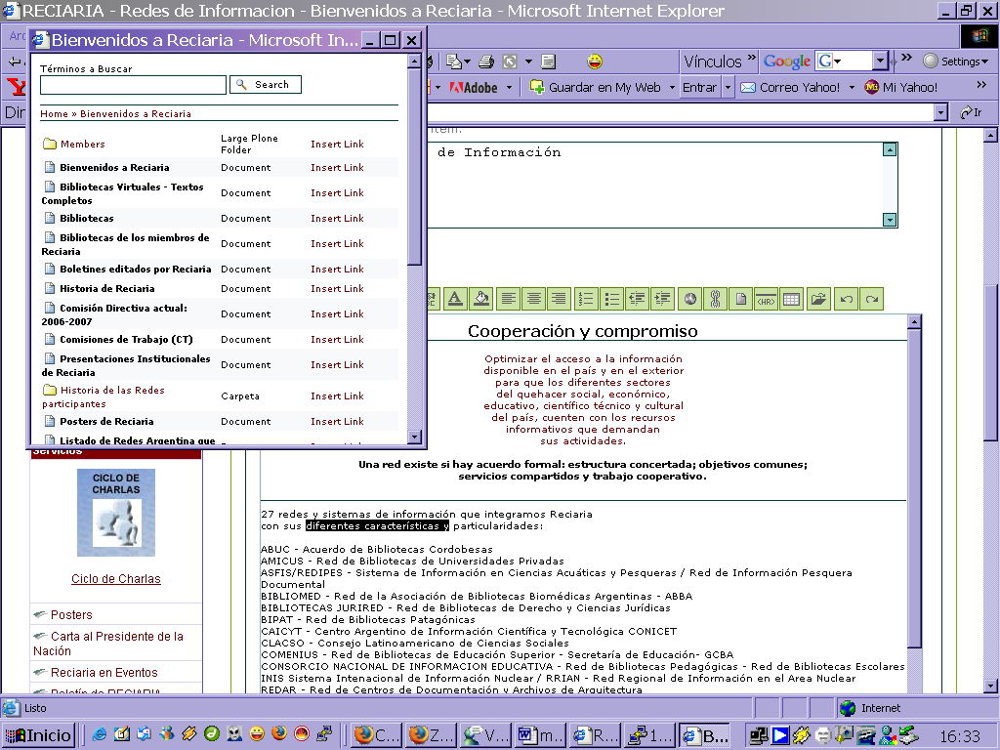 RECIARIA - Redes de Informacion - Bienvenidos a Reciaria - Microsoft Internet Explorer
Bienvenidos a Reciaria - Microsoft In...
Términos a Buscar
Search
Home » Bienvenidos a Reciaria
Members Large Plone Folder Insert Link
Bienvenidos a Reciaria Document Insert Link
Bibliotecas Virtuales - Textos Completos Document Insert Link
Bibliotecas Document Insert Link
Bibliotecas de los miembros de Reciaria Document Insert Link
Boletines editados por Reciaria Document Insert Link
Historia de Reciaria Document Insert Link
Comisión Directiva actual: 2006-2007 Document Insert Link
Comisiones de Trabajo (CT) Document Insert Link
Presentaciones Institucionales de Reciaria Document Insert Link
Historia de las Redes participantes Carpeta Insert Link
Posters de Reciaria Document Insert Link
Listado de Redes Argentina que
Vínculos » Google G » Settings
Adobe Guardar en My Web Entrar Correo Yahoo! Mi Yahoo! »
Dir Ir
ítem.
de Información
<HR>
Cooperación y compromiso
Optimizar el acceso a la información
disponible en el país y en el exterior
para que los diferentes sectores
del quehacer social, económico,
educativo, científico técnico y cultural
del país, cuenten con los recursos
informativos que demandan
sus actividades.
Una red existe si hay acuerdo formal: estructura concertada; objetivos comunes;
servicios compartidos y trabajo cooperativo.
27 redes y sistemas de información que integramos Reciaria
con sus diferentes características y particularidades:
ABUC - Acuerdo de Bibliotecas Cordobesas
AMICUS - Red de Bibliotecas de Universidades Privadas
ASFIS/REDIPES - Sistema de Información en Ciencias Acuáticas y Pesqueras / Red de Información Pesquera
Documental
BIBLIOMED - Red de la Asociación de Bibliotecas Biomédicas Argentinas - ABBA
BIBLIOTECAS JURIRED - Red de Bibliotecas de Derecho y Ciencias Jurídicas
BIPAT - Red de Bibliotecas Patagónicas
CAICYT - Centro Argentino de Información Científica y Tecnológica CONICET
CLACSO - Consejo Latinoamericano de Ciencias Sociales
COMENIUS - Red de Bibliotecas de Educación Superior - Secretaría de Educación- GCBA
CONSORCIO NACIONAL DE INFORMACION EDUCATIVA - Red de Bibliotecas Pedagógicas - Red de Bibliotecas Escolares
INIS Sistema Intenacional de Información Nuclear / RRIAN - Red Regional de Información en el Area Nuclear
REDAR - Red de Centros de Documentación y Archivos de Arquitectura
Servicios
CICLO DE
CHARLAS
Ciclo de Charlas
Posters
Carta al Presidente de la
Nación
Reciaria en Eventos
Boletín de RECIARIA
Listo Internet
Inicio C... Z... V... m... R... 1... B... 16:33